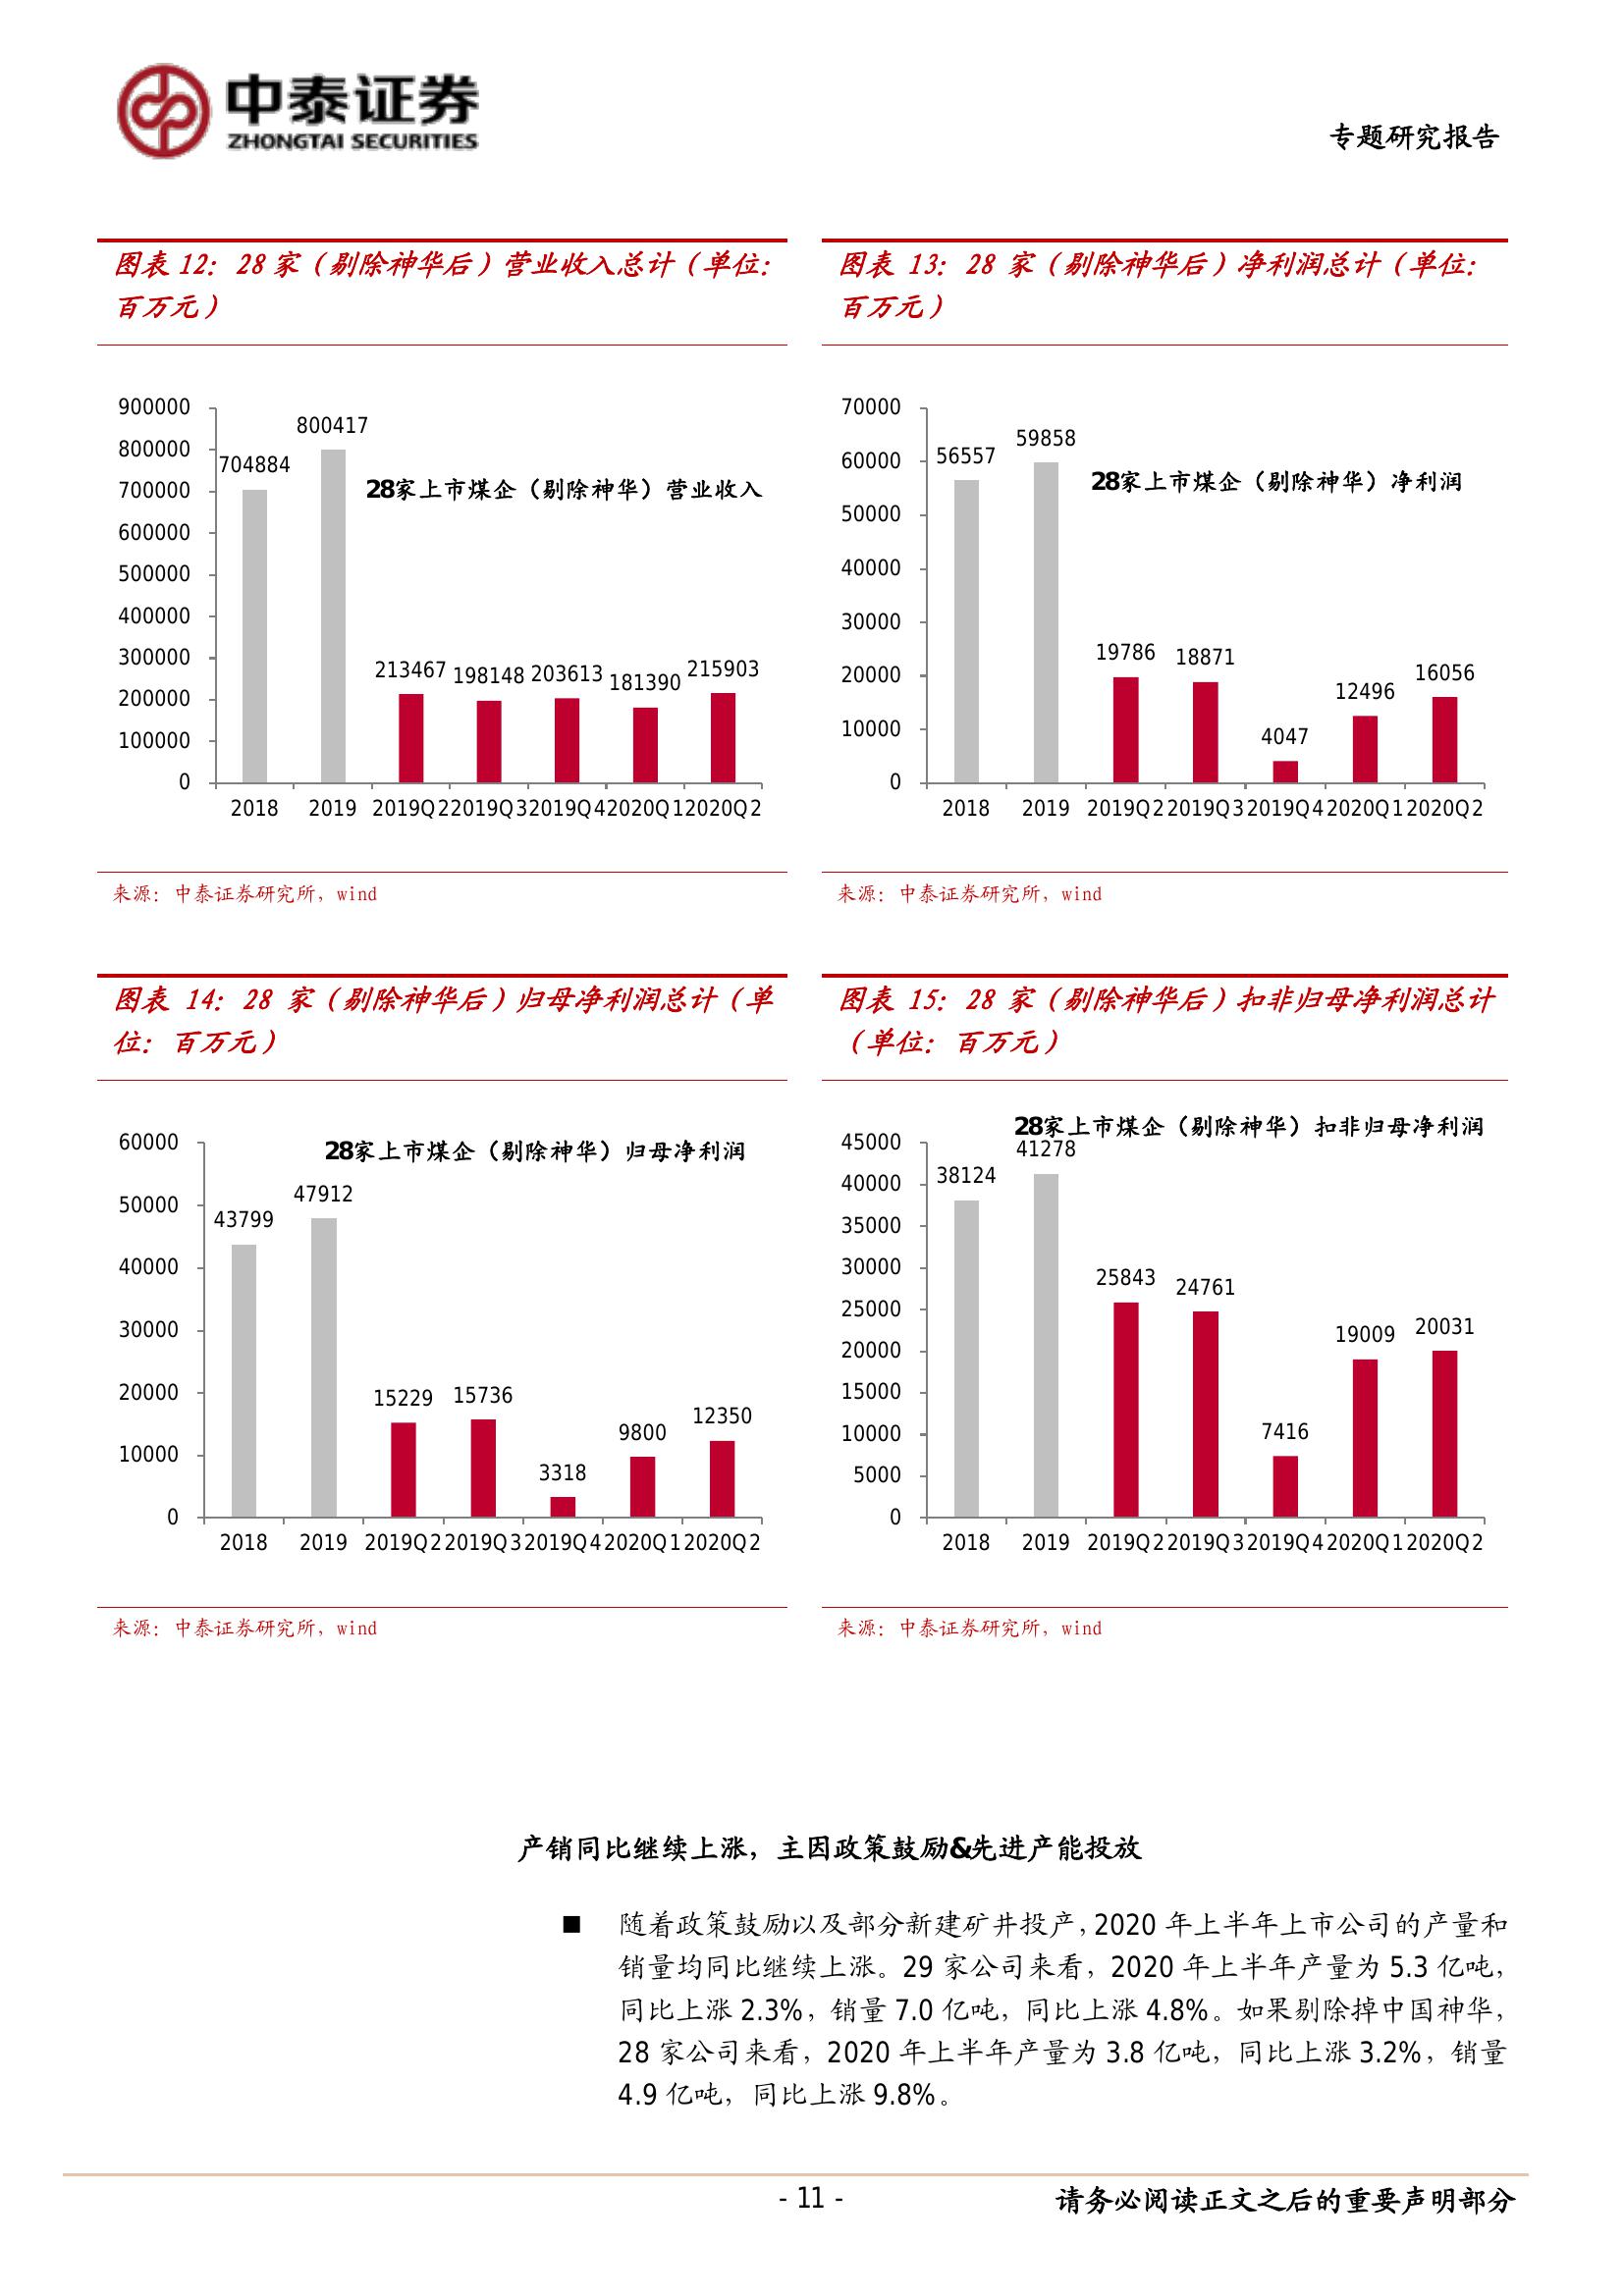 中泰证券
ZHONGTAI SECURITIES
专题研究报告
图表 12：28 家（剔除神华后）营业收入总计（单位：
百万元）
900000
800000
700000
600000
500000
400000
300000
200000
100000
0
704884
800417
28家上市煤企（剔除神华）营业收入
213467
198148
203613
181390
215903
2018
2019
2019Q2
2019Q3
2019Q4
2020Q1
2020Q2
来源：中泰证券研究所，wind
图表 13：28 家（剔除神华后）净利润总计（单位：
百万元）
70000
60000
50000
40000
30000
20000
10000
0
56557
59858
28家上市煤企（剔除神华）净利润
19786
18871
4047
12496
16056
2018
2019
2019Q2
2019Q3
2019Q4
2020Q1
2020Q2
来源：中泰证券研究所，wind
图表 14：28 家（剔除神华后）归母净利润总计（单
位：百万元）
60000
50000
40000
30000
20000
10000
0
28家上市煤企（剔除神华）归母净利润
43799
47912
15229
15736
3318
9800
12350
2018
2019
2019Q2
2019Q3
2019Q4
2020Q1
2020Q2
来源：中泰证券研究所，wind
图表 15：28 家（剔除神华后）扣非归母净利润总计
（单位：百万元）
28家上市煤企（剔除神华）扣非归母净利润
45000
40000
35000
30000
25000
20000
15000
10000
5000
0
38124
41278
25843
24761
7416
19009
20031
2018
2019
2019Q2
2019Q3
2019Q4
2020Q1
2020Q2
来源：中泰证券研究所，wind
产销同比继续上涨，主因政策鼓励&先进产能投放
■ 随着政策鼓励以及部分新建矿井投产，2020 年上半年上市公司的产量和
销量均同比继续上涨。29 家公司来看，2020 年上半年产量为 5.3 亿吨，
同比上涨 2.3%，销量 7.0 亿吨，同比上涨 4.8%。如果剔除掉中国神华，
28 家公司来看，2020 年上半年产量为 3.8 亿吨，同比上涨 3.2%，销量
4.9 亿吨，同比上涨 9.8%。
- 11 -
请务必阅读正文之后的重要声明部分